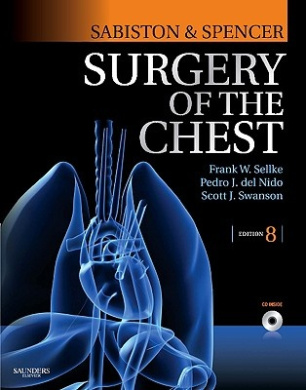 SABISTON & SPENCER
SURGERY
OF THE
CHEST
Frank W. Sellke
Pedro J. del Nido
Scott J. Swanson
EDITION 8
CD INSIDE
SAUNDERS
ELSEVIER